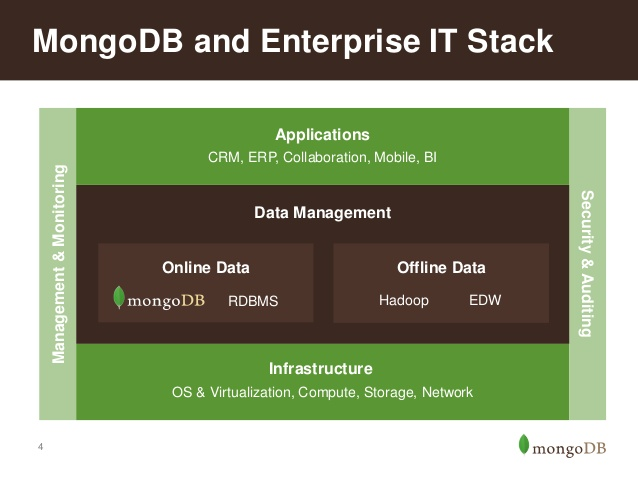 MongoDB and Enterprise IT Stack
Management & Monitoring
Applications
CRM, ERP, Collaboration, Mobile, BI
Data Management
Online Data
mongoDB RDBMS
Offline Data
Hadoop EDW
Infrastructure
OS & Virtualization, Compute, Storage, Network
Security & Auditing
4
mongoDB